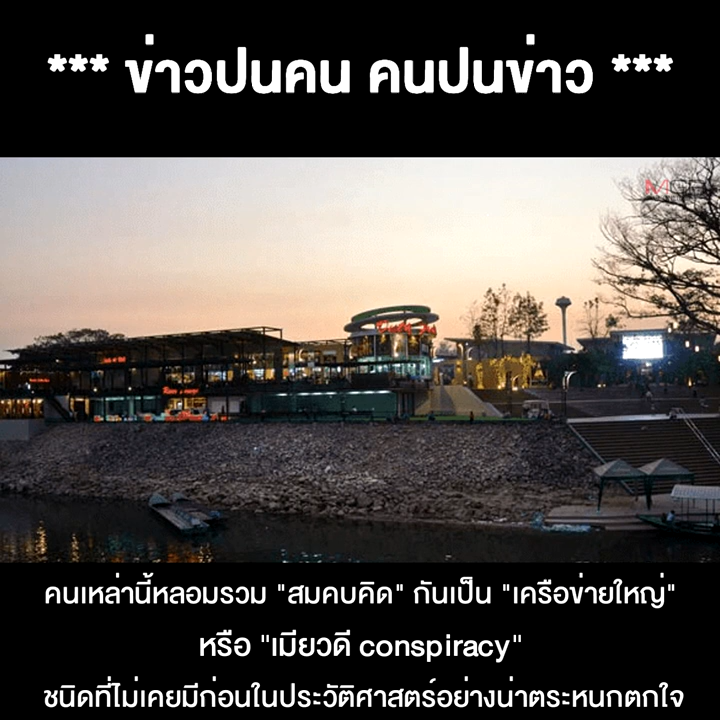 *** ข่าวปนคน คนปนข่าว ***
คนเหล่านี้หลอมรวม "สมคบคิด" กันเป็น "เครือข่ายใหญ่"
หรือ "เมียวดี conspiracy"
ชนิดที่ไม่เคยมีก่อนในประวัติศาสตร์อย่างน่าตระหนกตกใจ